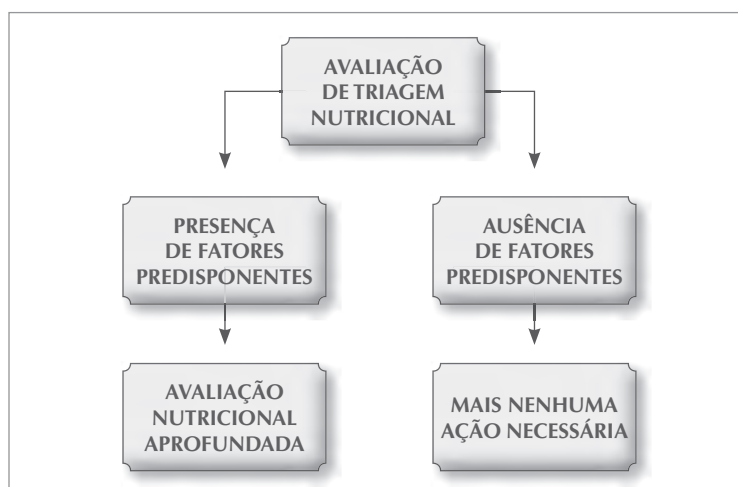 AVALIAÇÃO
DE TRIAGEM
NUTRICIONAL
PRESENÇA
DE FATORES
PREDISPONENTES
AUSÊNCIA
DE FATORES
PREDISPONENTES
AVALIAÇÃO
NUTRICIONAL
APROFUNDADA
MAIS NENHUMA
AÇÃO NECESSÁRIA